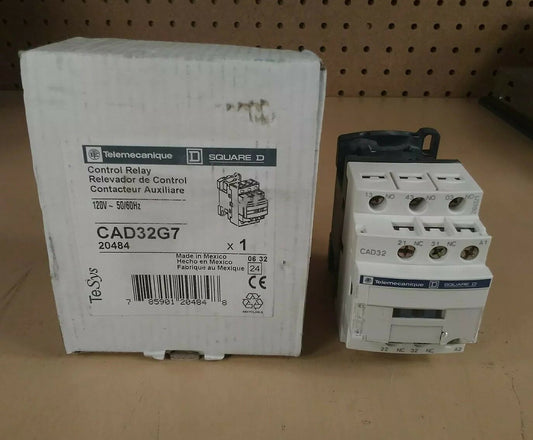 Telemecanique D SQUARE D
Control Relay
Relevador de Control
Contacteur Auxiliare
120V ~ 50/60Hz
CAD32G7
20484 x 1
Made in Mexico
Hecho en Mexico
Fabriqué au Mexique
06 32
24
TeSys
7 85901 20484 8
13 NO 43 NO NO
21 NC 31 NC A1
CAD32
Telemecanique D SQUARE D
22 NC 32 NC A2